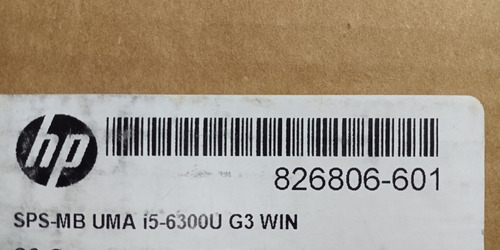 hp
826806-601
SPS-MB UMA i5-6300U G3 WIN